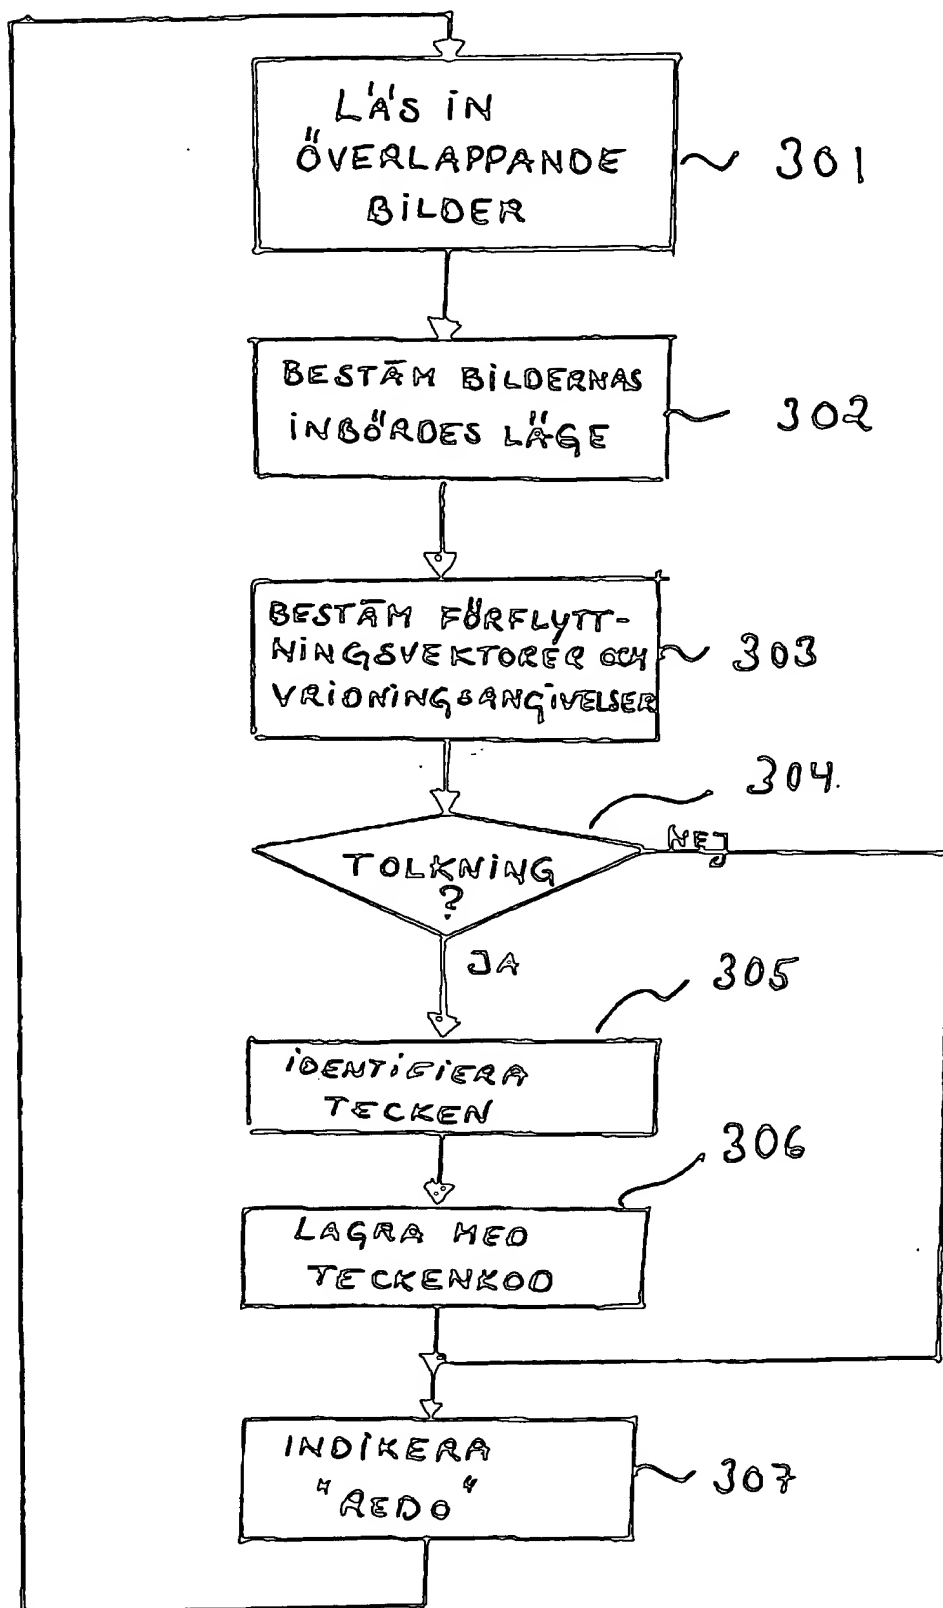 LÄS IN
ÖVERLAPPANDE
BILDER
301
BESTÄM BILDERNAS
INBÖRDES LÄGE
302
BESTÄM FÖRFLYTT-
NINGSVEKTORER OCH
VRIDNINGSANGIVELSER
303
304.
TOLKNING
?
NEJ
JA
305
IDENTIFIERA
TECKEN
306
LAGRA MED
TECKENKOD
INDIKERA
"REDO"
307